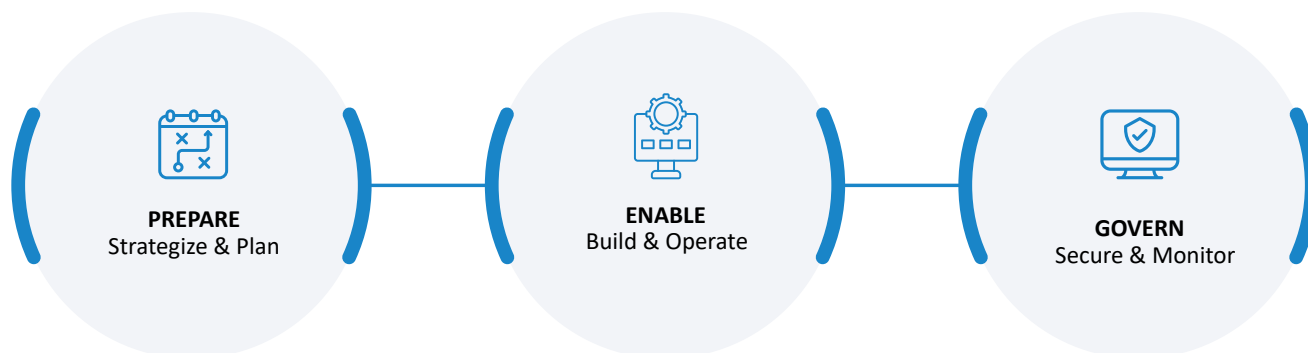 PREPARE
Strategize & Plan
ENABLE
Build & Operate
GOVERN
Secure & Monitor